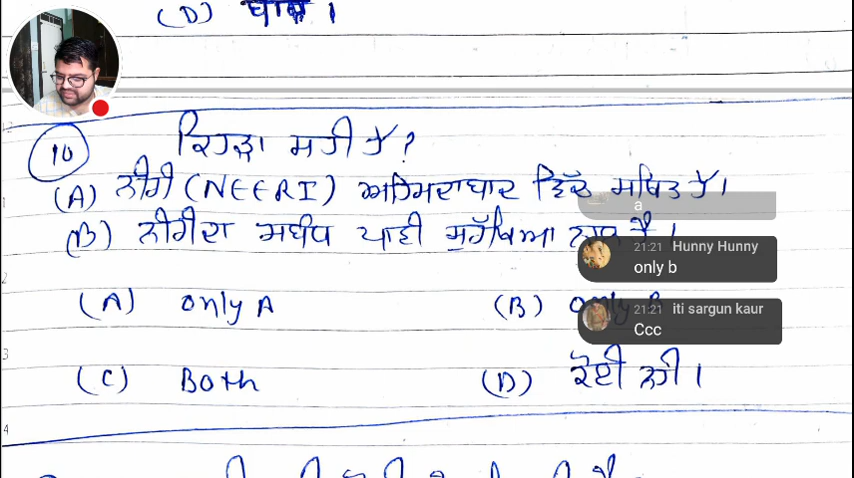 (D) ਬਾਬ ।
10 ਕਿਹੜਾ ਸਹੀ ਹੈ?
(A) ਨੀਰੀ (NEERI) ਅਹਿਮਦਾਬਾਦ ਵਿੱਚ ਸਥਿਤ ਹੈ।
(B) ਨੀਰੀ ਦਾ ਸਬੰਧ ਪਾਣੀ ਸੁਰੱਖਿਆ ਨਾਲ ਹੈ।
a
21:21 Hunny Hunny
only b
(A) only A
(B) only B
21:21 iti sargun kaur
Ccc
(C) Both
(D) ਕੋਈ ਨਹੀ ।